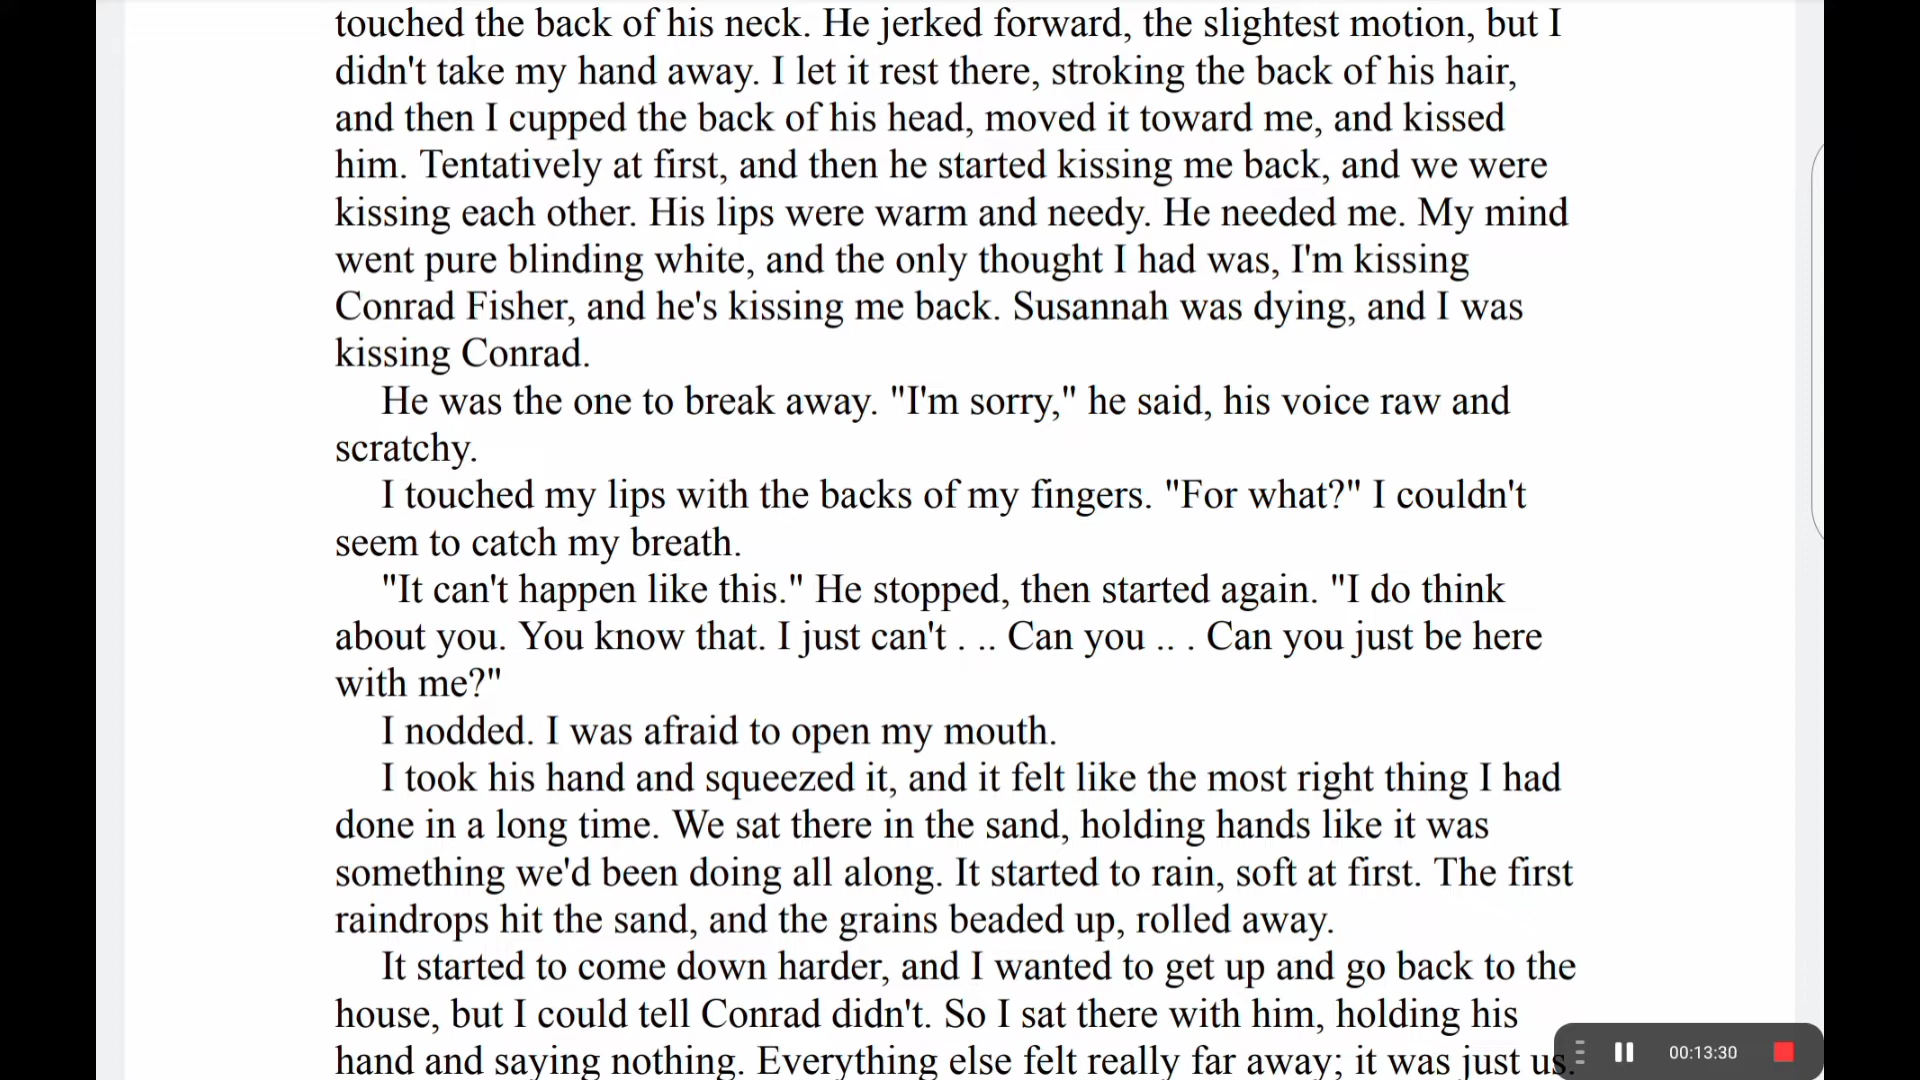 touched the back of his neck. He jerked forward, the slightest motion, but I
didn't take my hand away. I let it rest there, stroking the back of his hair,
and then I cupped the back of his head, moved it toward me, and kissed
him. Tentatively at first, and then he started kissing me back, and we were
kissing each other. His lips were warm and needy. He needed me. My mind
went pure blinding white, and the only thought I had was, I'm kissing
Conrad Fisher, and he's kissing me back. Susannah was dying, and I was
kissing Conrad.
He was the one to break away. "I'm sorry," he said, his voice raw and
scratchy.
I touched my lips with the backs of my fingers. "For what?" I couldn't
seem to catch my breath.
"It can't happen like this." He stopped, then started again. "I do think
about you. You know that. I just can't . .. Can you .. . Can you just be here
with me?"
I nodded. I was afraid to open my mouth.
I took his hand and squeezed it, and it felt like the most right thing I had
done in a long time. We sat there in the sand, holding hands like it was
something we'd been doing all along. It started to rain, soft at first. The first
raindrops hit the sand, and the grains beaded up, rolled away.
It started to come down harder, and I wanted to get up and go back to the
house, but I could tell Conrad didn't. So I sat there with him, holding his
hand and saying nothing. Everything else felt really far away; it was just us.
00:13:30